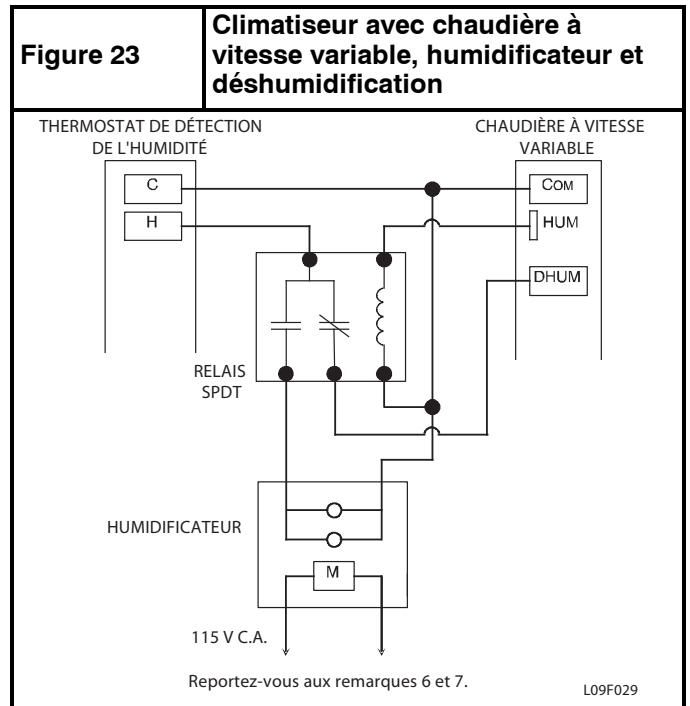 Figure 23
Climatiseur avec chaudière à
vitesse variable, humidificateur et
déshumidification
THERMOSTAT DE DÉTECTION
DE L'HUMIDITÉ
CHAUDIÈRE À VITESSE
VARIABLE
C
COM
H
HUM
DHUM
RELAIS
SPDT
HUMIDIFICATEUR
M
115 V C.A.
Reportez-vous aux remarques 6 et 7.
L09F029